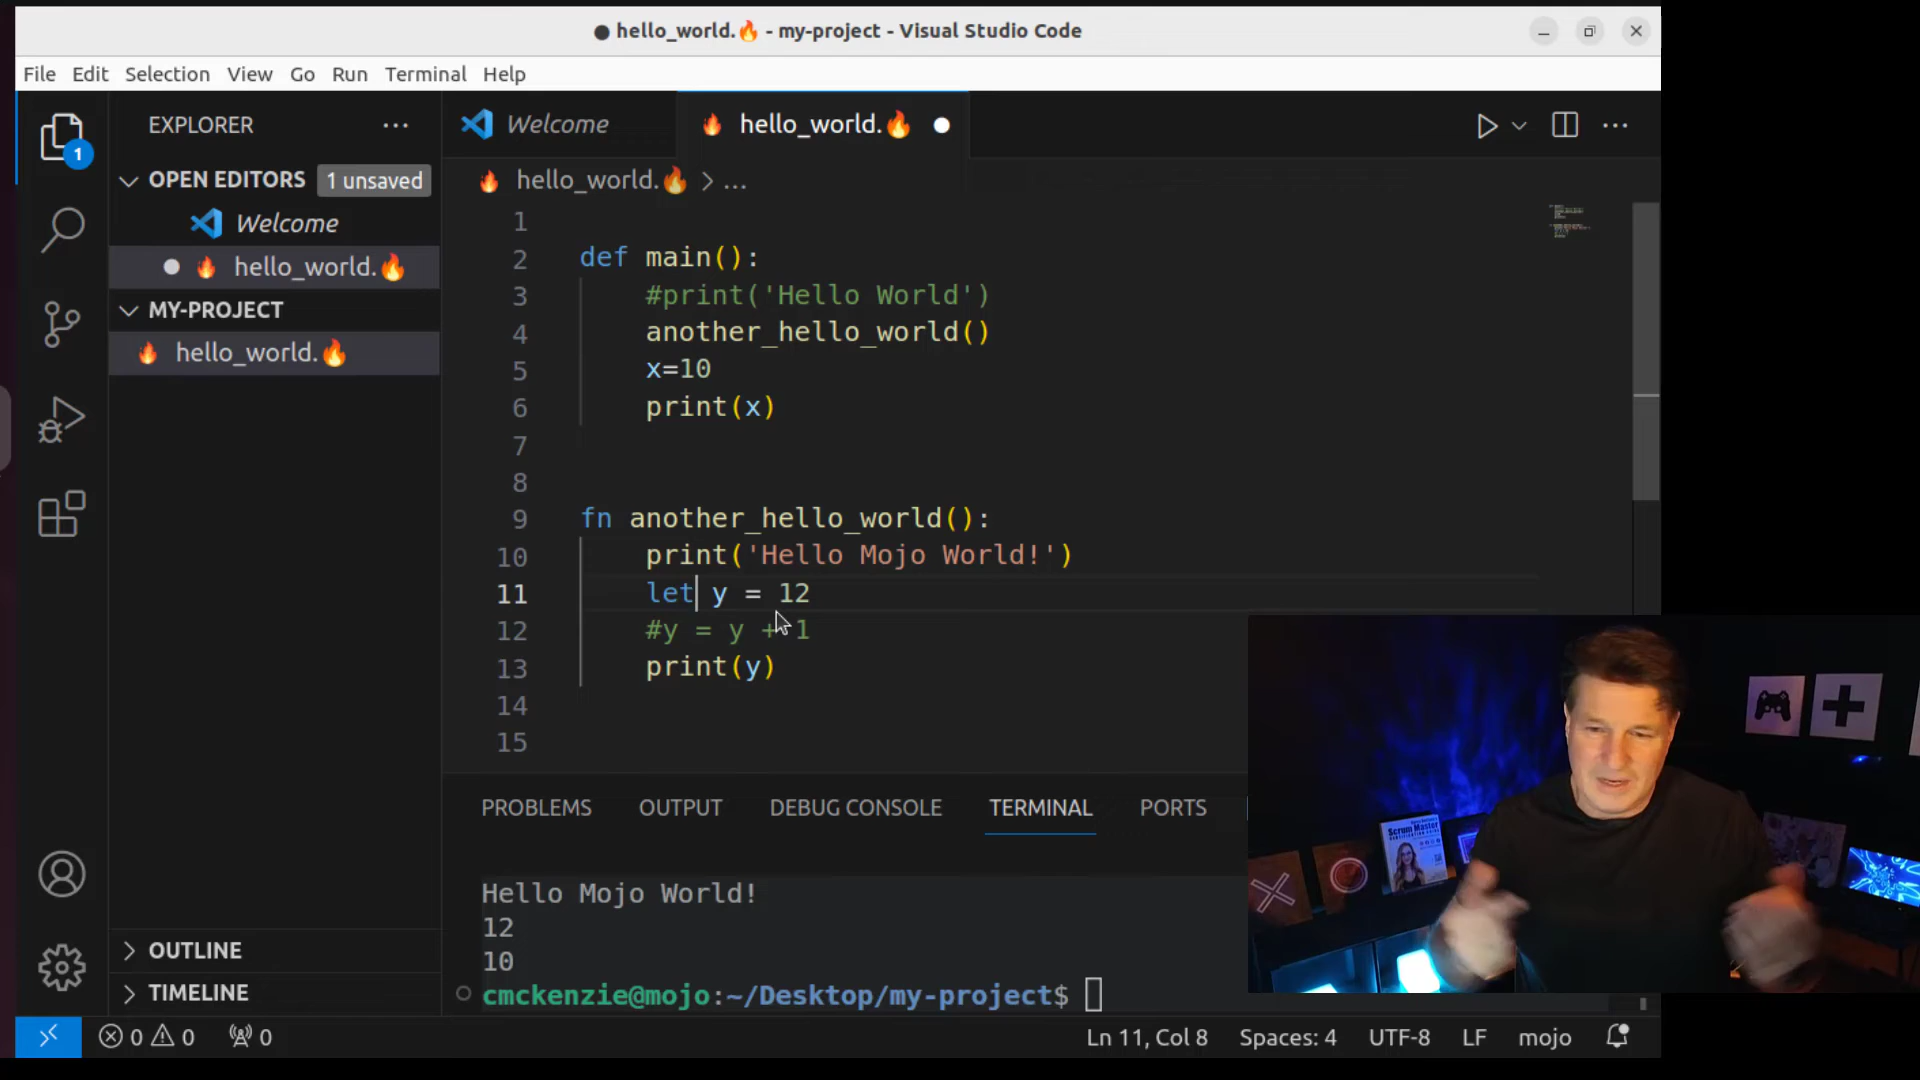 hello_world.🔥 - my-project - Visual Studio Code
File Edit Selection View Go Run Terminal Help
EXPLORER
OPEN EDITORS 1 unsaved
Welcome
hello_world.🔥
MY-PROJECT
hello_world.🔥
OUTLINE
TIMELINE
Welcome hello_world.🔥
hello_world.🔥 > ...
1
2 def main():
3     #print('Hello World')
4     another_hello_world()
5     x=10
6     print(x)
7
8
9 fn another_hello_world():
10     print('Hello Mojo World!')
11     let y = 12
12     #y = y + 1
13     print(y)
14
15
PROBLEMS OUTPUT DEBUG CONSOLE TERMINAL PORTS
Hello Mojo World!
12
10
cmckenzie@mojo:~/Desktop/my-project$
1
Scrum Master
0 0 0 Ln 11, Col 8 Spaces: 4 UTF-8 LF mojo